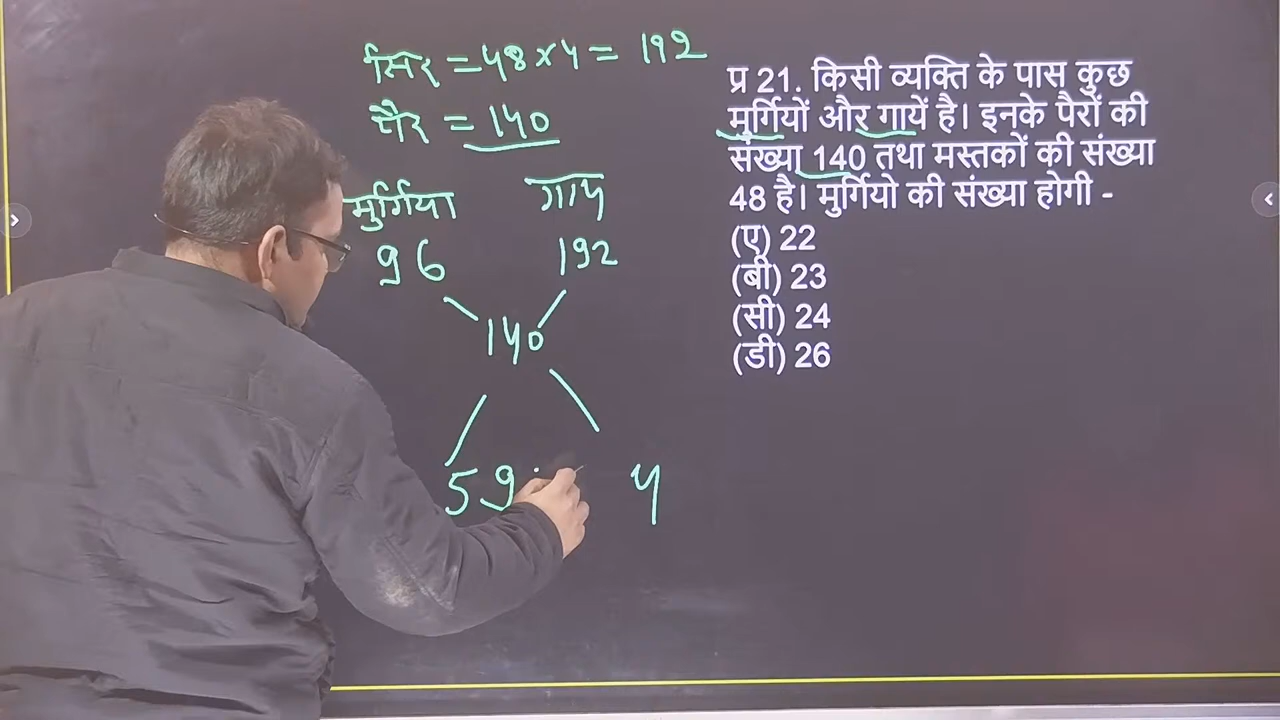 सिर = 48 × 4 = 192
पैर = 140
मुर्गिया गाय
96 192
140
59 : 4
प्र 21. किसी व्यक्ति के पास कुछ
मुर्गियों और गायें है। इनके पैरों की
संख्या 140 तथा मस्तकों की संख्या
48 है। मुर्गियो की संख्या होगी -
(ए) 22
(बी) 23
(सी) 24
(डी) 26